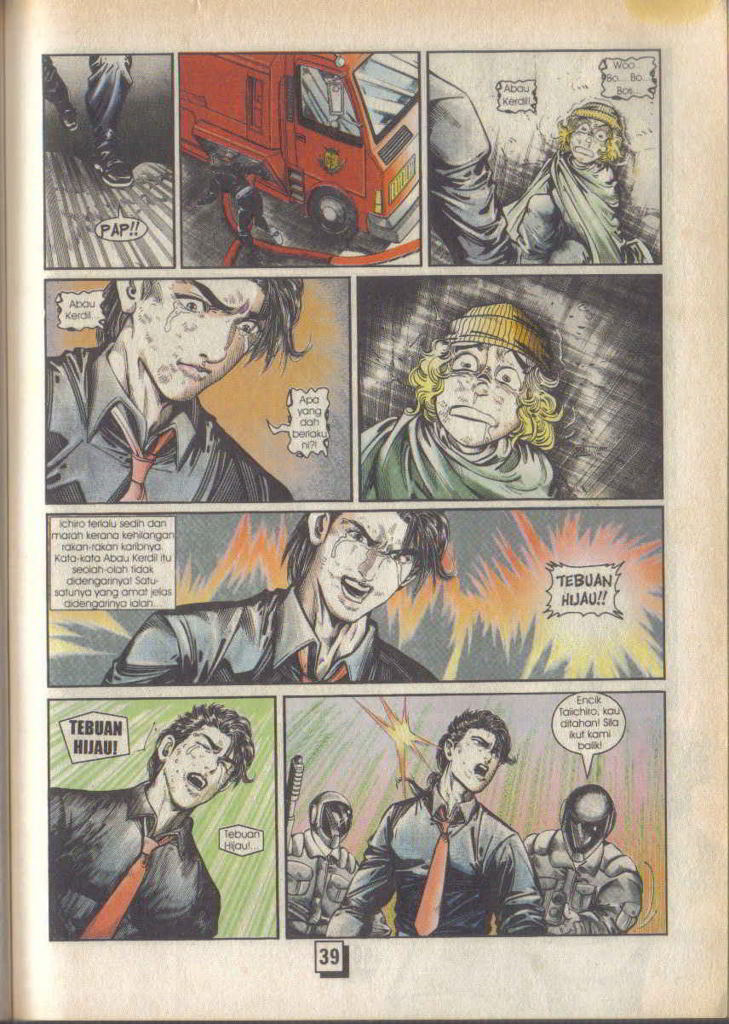 PAP!!
Abau
Kerdil!
Woo
Bo... Bo...
Bos...
Abau
Kerdil...
Apa
yang
dah
berlaku
ni?!
Ichiro terlalu sedih dan
marah kerana kehilangan
rakan-rakan karibnya.
Kata-kata Abau Kerdil itu
seolah-olah tidak
didengarinya! Satu-
satunya yang amat jelas
didengarinya ialah...
TEBUAN
HIJAU!!
TEBUAN
HIJAU!
Tebuan
Hijau!...
Encik
Taiichiro, kau
ditahan! Sila
ikut kami
balik!
39